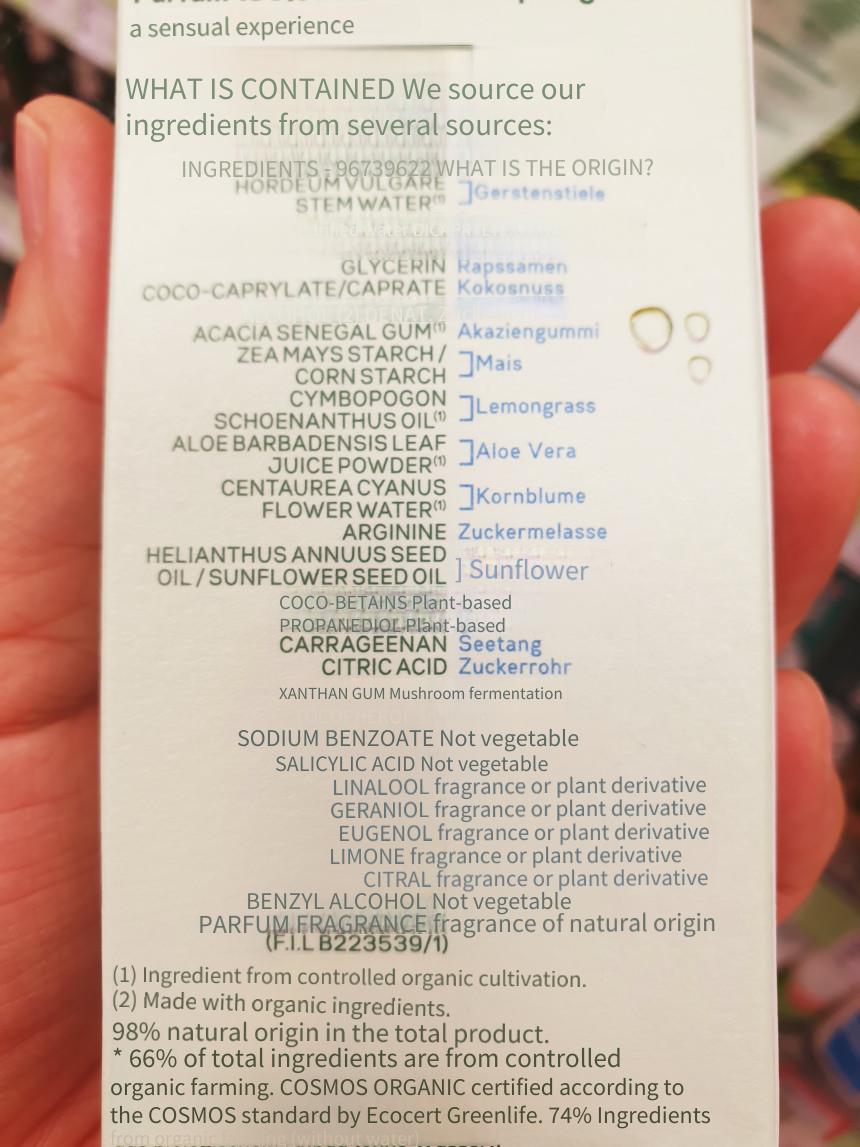 a sensual experience
WHAT IS CONTAINED We source our
ingredients from several sources:
INGREDIENTS - 96739622 WHAT IS THE ORIGIN?
HORDEUM VULGARE
STEM WATER(1) ]Gerstenstiele
GLYCERIN Rapssamen
COCO-CAPRYLATE/CAPRATE Kokosnuss
ACACIA SENEGAL GUM(1) Akaziengummi
ZEA MAYS STARCH /
CORN STARCH ]Mais
CYMBOPOGON
SCHOENANTHUS OIL(1) ]Lemongrass
ALOE BARBADENSIS LEAF
JUICE POWDER(1) ]Aloe Vera
CENTAUREA CYANUS
FLOWER WATER(1) ]Kornblume
ARGININE Zuckermelasse
HELIANTHUS ANNUUS SEED
OIL / SUNFLOWER SEED OIL ] Sunflower
COCO-BETAINS Plant-based
PROPANEDIOL Plant-based
CARRAGEENAN Seetang
CITRIC ACID Zuckerrohr
XANTHAN GUM Mushroom fermentation
SODIUM BENZOATE Not vegetable
SALICYLIC ACID Not vegetable
LINALOOL fragrance or plant derivative
GERANIOL fragrance or plant derivative
EUGENOL fragrance or plant derivative
LIMONE fragrance or plant derivative
CITRAL fragrance or plant derivative
BENZYL ALCOHOL Not vegetable
PARFUM FRAGRANCE fragrance of natural origin
(F.I.L B223539/1)
(1) Ingredient from controlled organic cultivation.
(2) Made with organic ingredients.
98% natural origin in the total product.
* 66% of total ingredients are from controlled
organic farming. COSMOS ORGANIC certified according to
the COSMOS standard by Ecocert Greenlife. 74% Ingredients